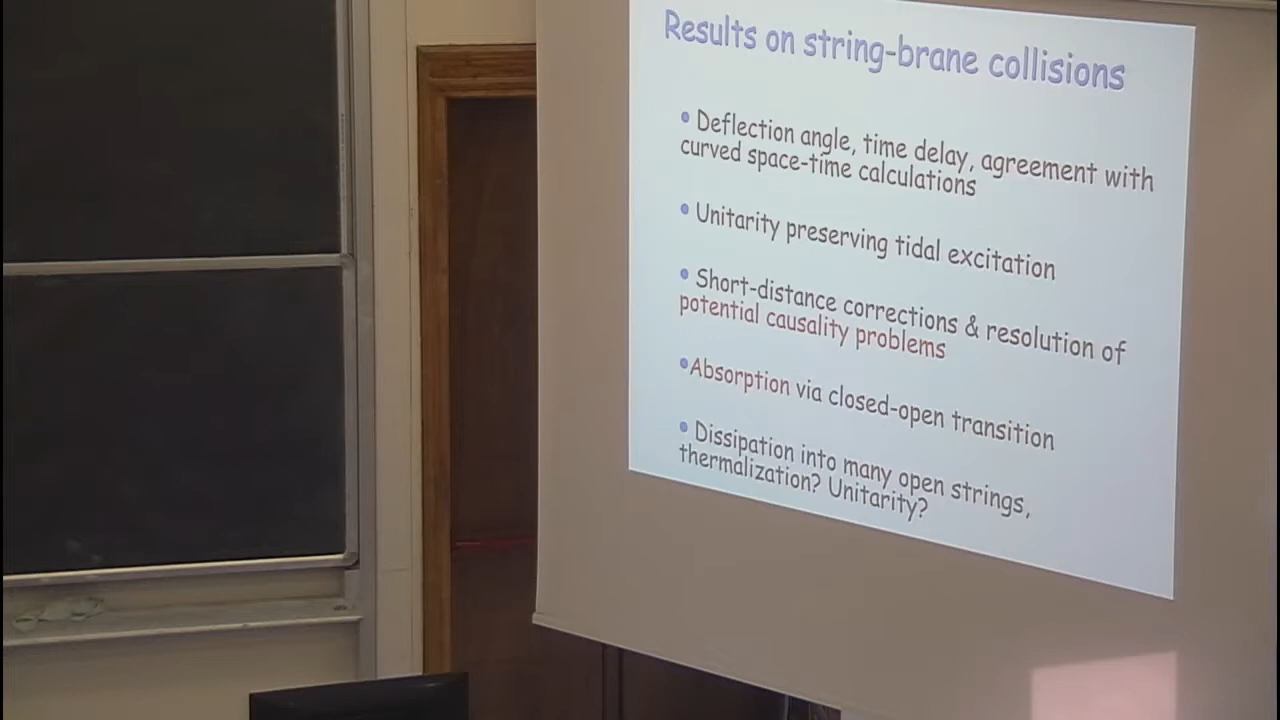 Results on string-brane collisions
• Deflection angle, time delay, agreement with
curved space-time calculations
• Unitarity preserving tidal excitation
• Short-distance corrections & resolution of
potential causality problems
•Absorption via closed-open transition
• Dissipation into many open strings,
thermalization? Unitarity?